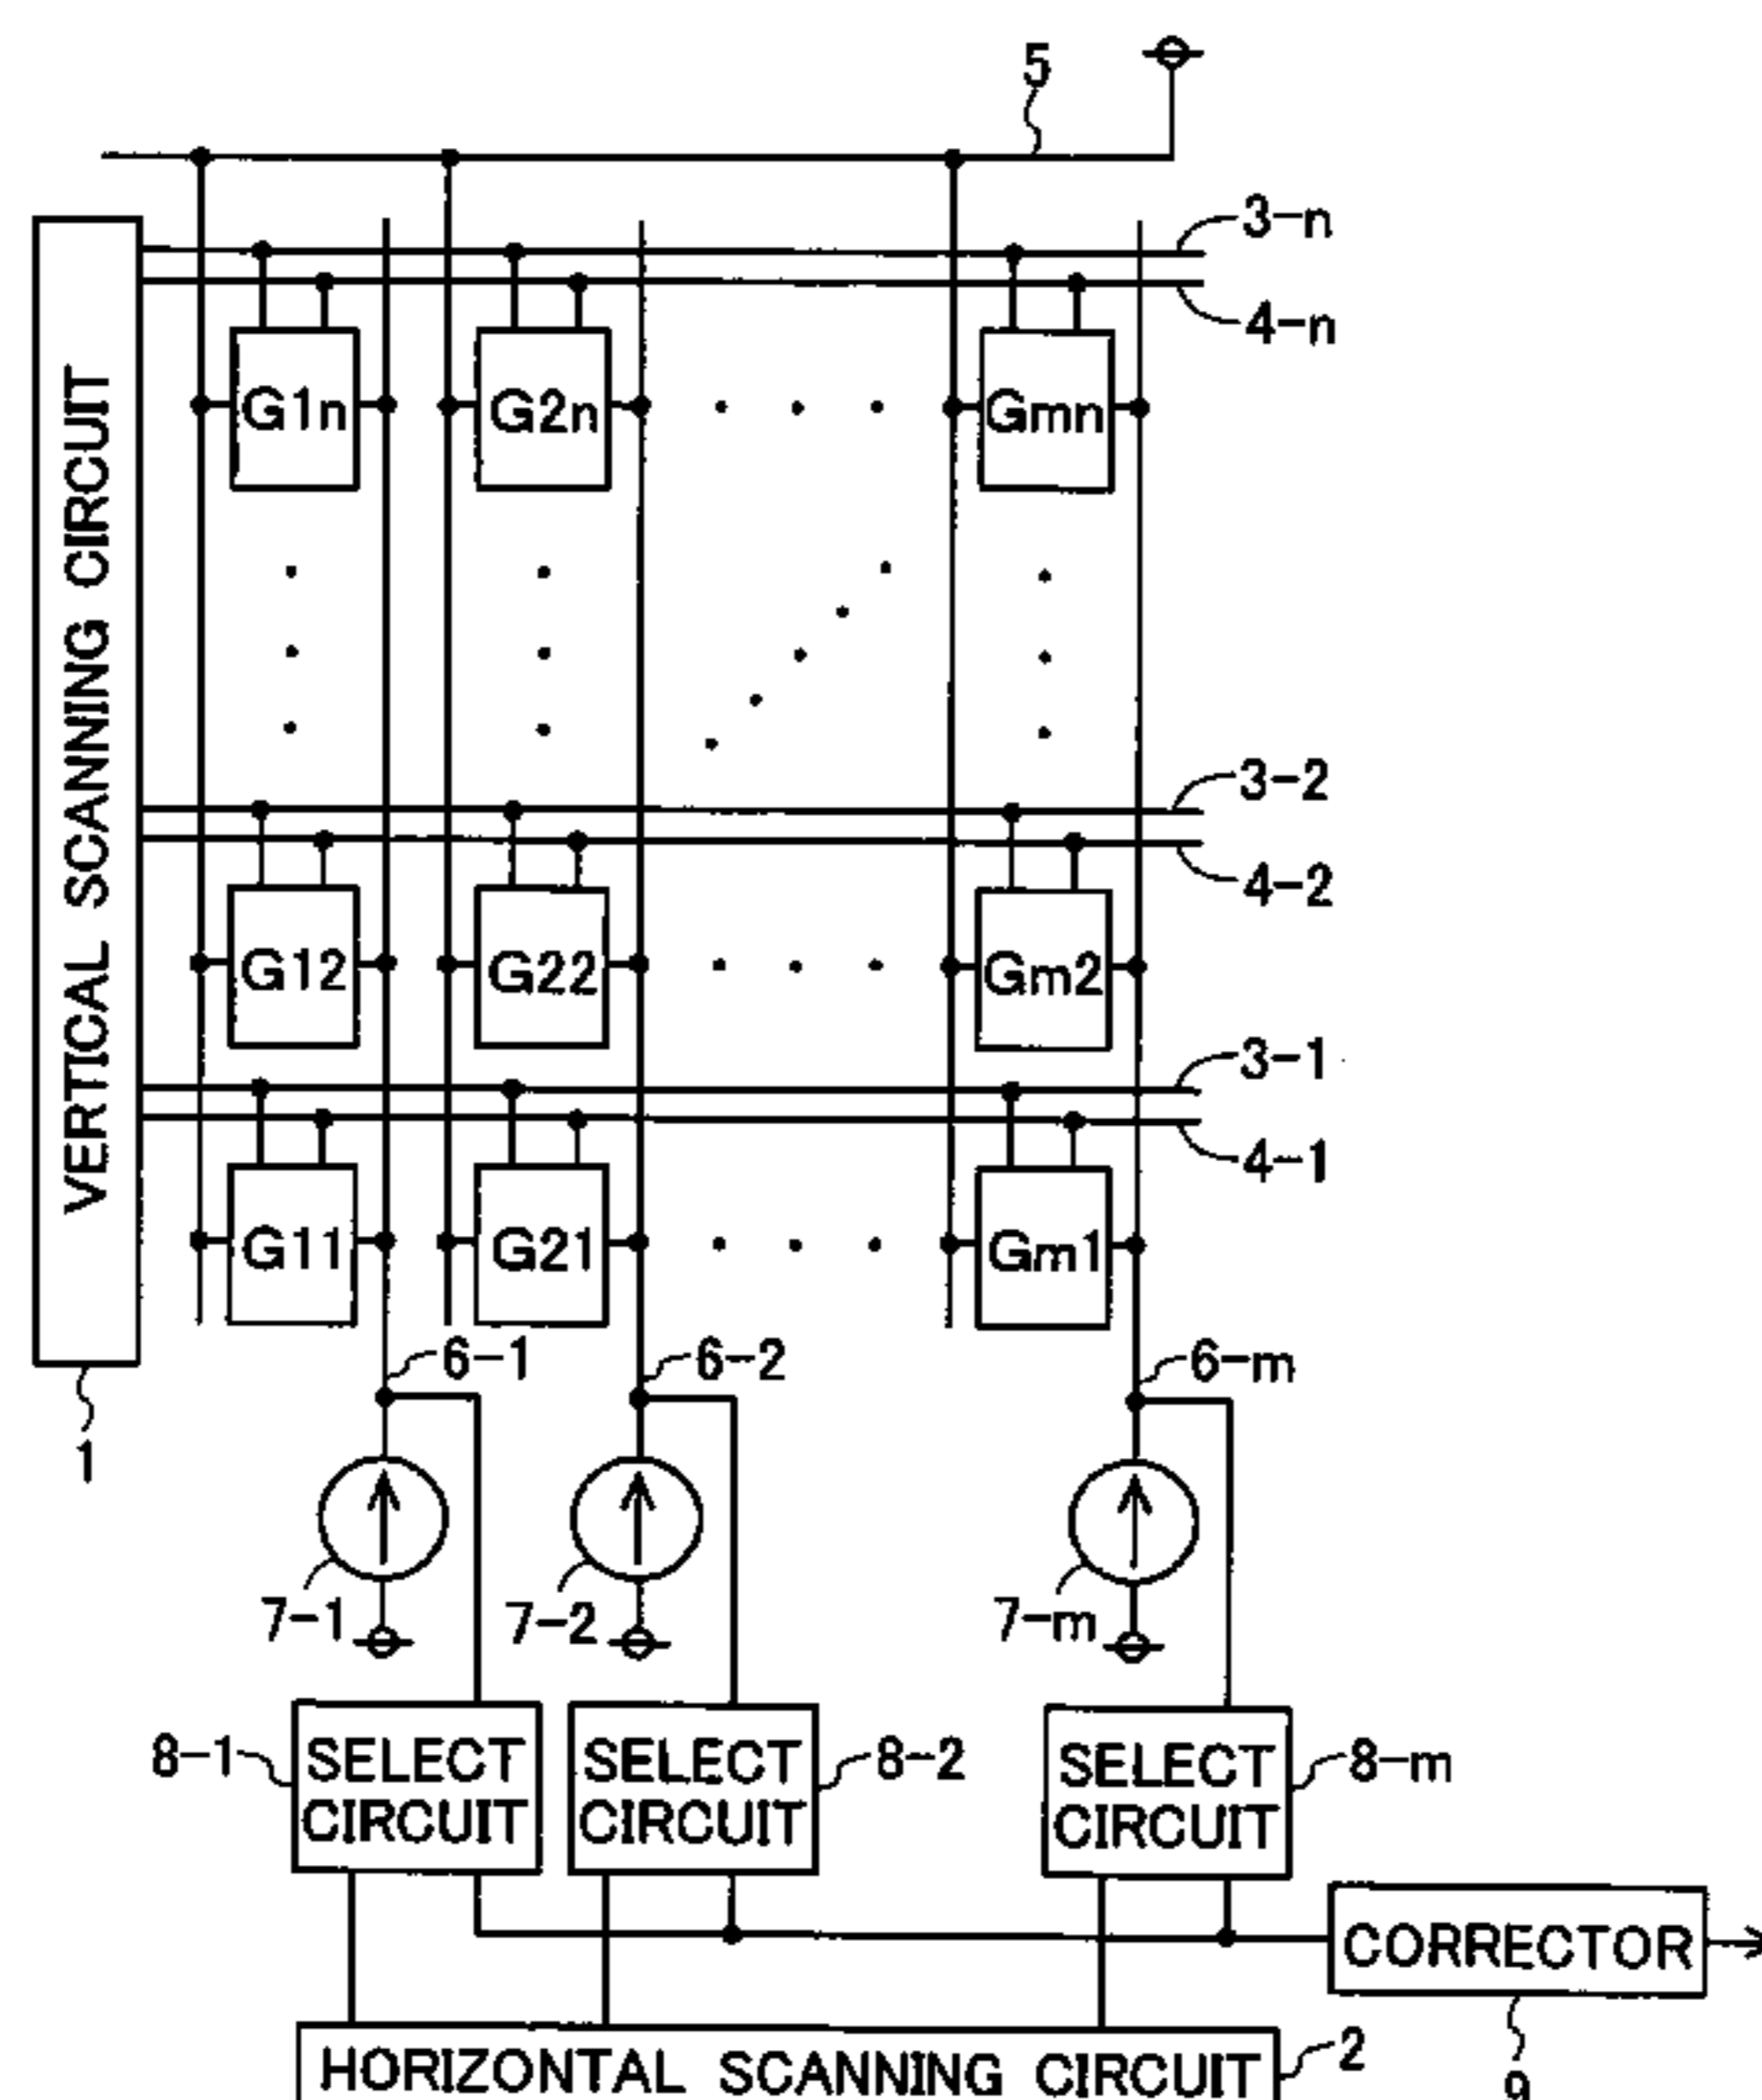 5
3-n
4-n
G1n G2n Gmn
VERTICAL SCANNING CIRCUIT
3-2
4-2
G12 G22 Gm2
3-1
4-1
G11 G21 Gm1
6-1 6-2 6-m
1
7-1 7-2 7-m
8-1 SELECT CIRCUIT
SELECT CIRCUIT 8-2
SELECT CIRCUIT 8-m
CORRECTOR
HORIZONTAL SCANNING CIRCUIT 2
9